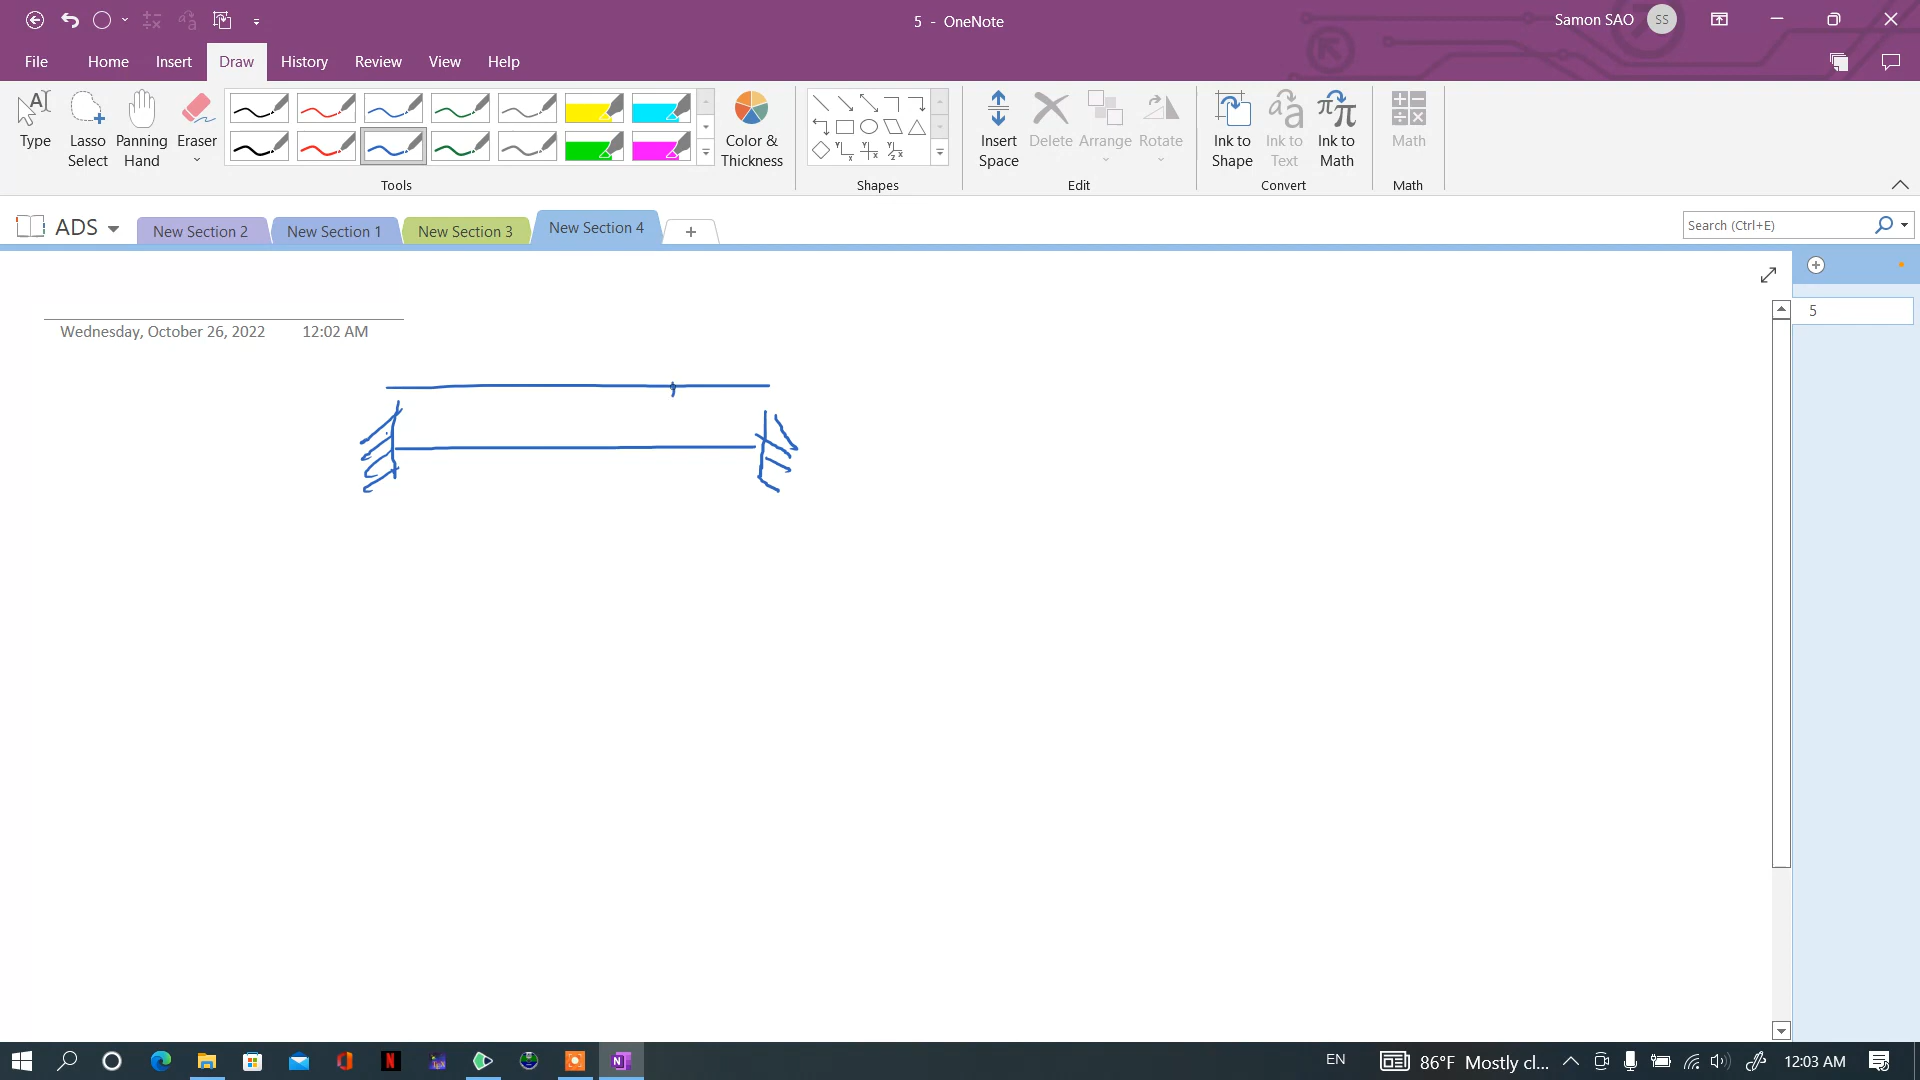 5 - OneNote
Samon SAO
SS
File Home Insert Draw History Review View Help
Type
Lasso Select
Panning Hand
Eraser
Color & Thickness
Insert Space
Delete
Arrange
Rotate
Ink to Shape
Ink to Text
Ink to Math
Math
Tools
Shapes
Edit
Convert
Math
ADS
New Section 2
New Section 1
New Section 3
New Section 4
+
Search (Ctrl+E)
5
Wednesday, October 26, 2022 12:02 AM
EN
86°F Mostly cl...
12:03 AM